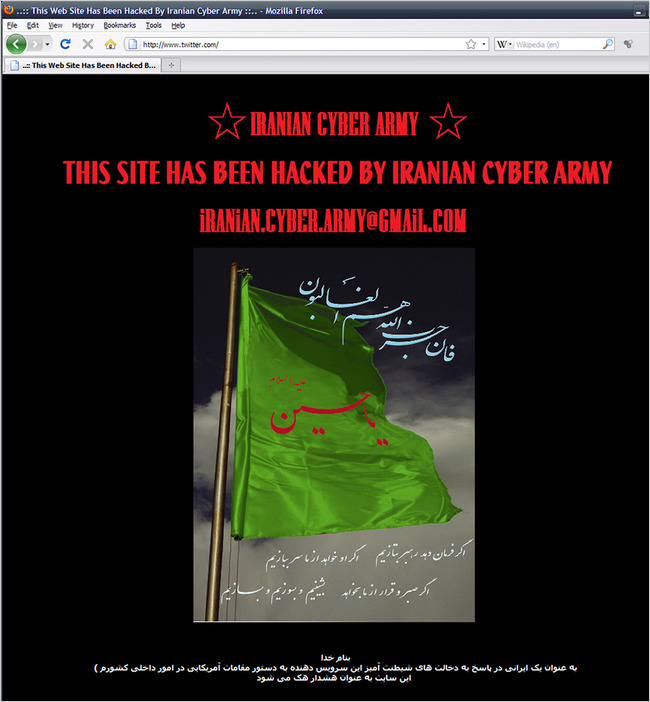 ..:: This Web Site Has Been Hacked By Iranian Cyber Army ::.. - Mozilla Firefox
File Edit View History Bookmarks Tools Help
http://www.twitter.com/
W Wikipedia (en)
..:: This Web Site Has Been Hacked B...
IRANIAN CYBER ARMY
THIS SITE HAS BEEN HACKED BY IRANIAN CYBER ARMY
iRANiAN.CYBER.ARMY@GMAiL.COM
فان حزب الله هم الغالبون
علیه السلام
یا حسین
اگر فرمان دهد رهبر بتازیم اگر او خواهد از ما سر ببازیم
اگر صبر و قرار از ما بخواهد بشینیم و بسوزیم و بسازیم
بنام خدا
به عنوان یک ایرانی در پاسخ به دخالت های شیطنت آمیز این سرویس دهنده به دستور مقامات آمریکایی در امور داخلی کشورم )
این سایت به عنوان هشدار هک می شود